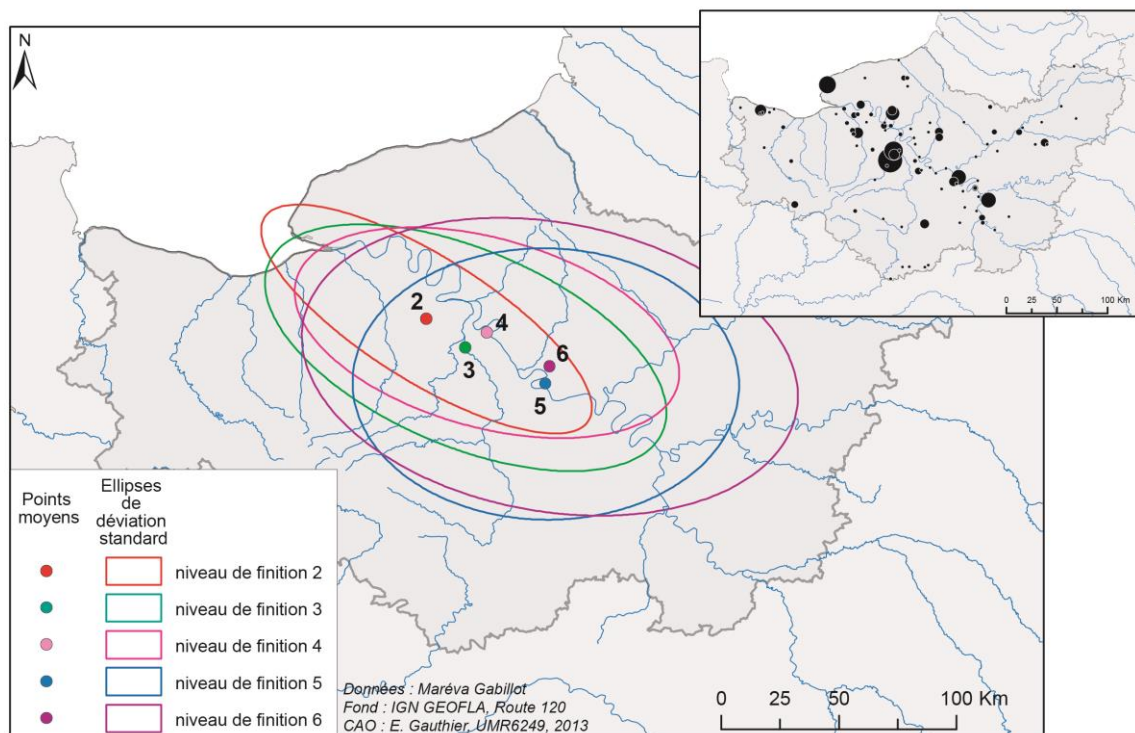 N
0 25 50 100 Km
2
4
3
6
5
Points
moyens
Ellipses
de
déviation
standard
niveau de finition 2
niveau de finition 3
niveau de finition 4
niveau de finition 5
niveau de finition 6
Données : Maréva Gabillot
Fond : IGN GEOFLA, Route 120
CAO : E. Gauthier, UMR6249, 2013
0 25 50 100 Km